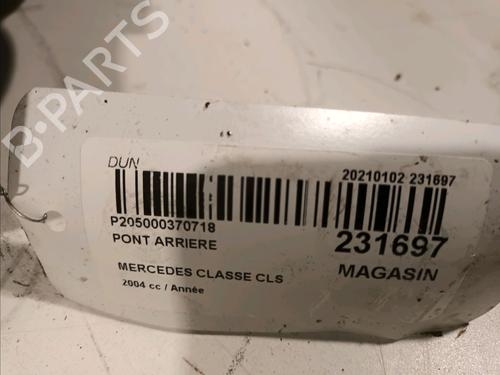 B-PARTS
DUN
20210102 231697
P205000370718
PONT ARRIERE
231697
MERCEDES CLASSE CLS
MAGASIN
2004 cc / Année